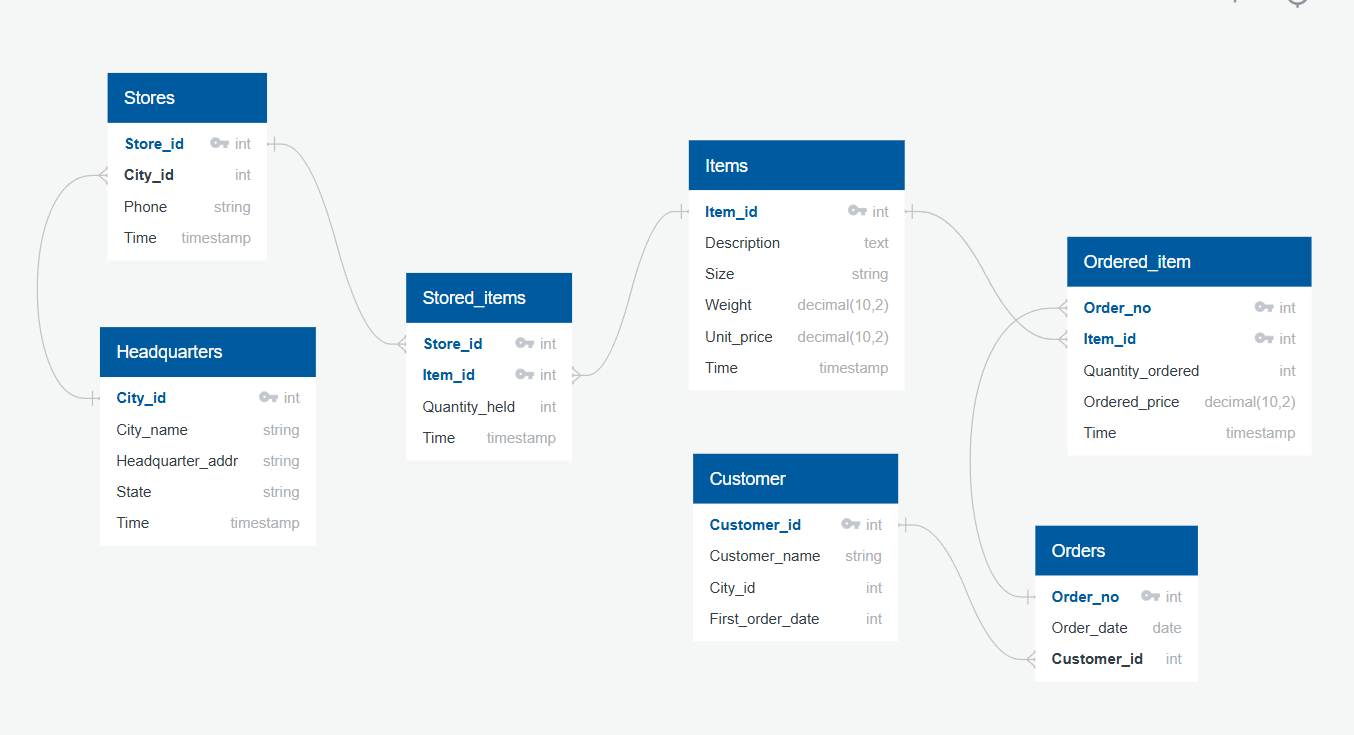 Stores
Store_id int
City_id int
Phone string
Time timestamp
Headquarters
City_id int
City_name string
Headquarter_addr string
State string
Time timestamp
Stored_items
Store_id int
Item_id int
Quantity_held int
Time timestamp
Items
Item_id int
Description text
Size string
Weight decimal(10,2)
Unit_price decimal(10,2)
Time timestamp
Customer
Customer_id int
Customer_name string
City_id int
First_order_date int
Ordered_item
Order_no int
Item_id int
Quantity_ordered int
Ordered_price decimal(10,2)
Time timestamp
Orders
Order_no int
Order_date date
Customer_id int